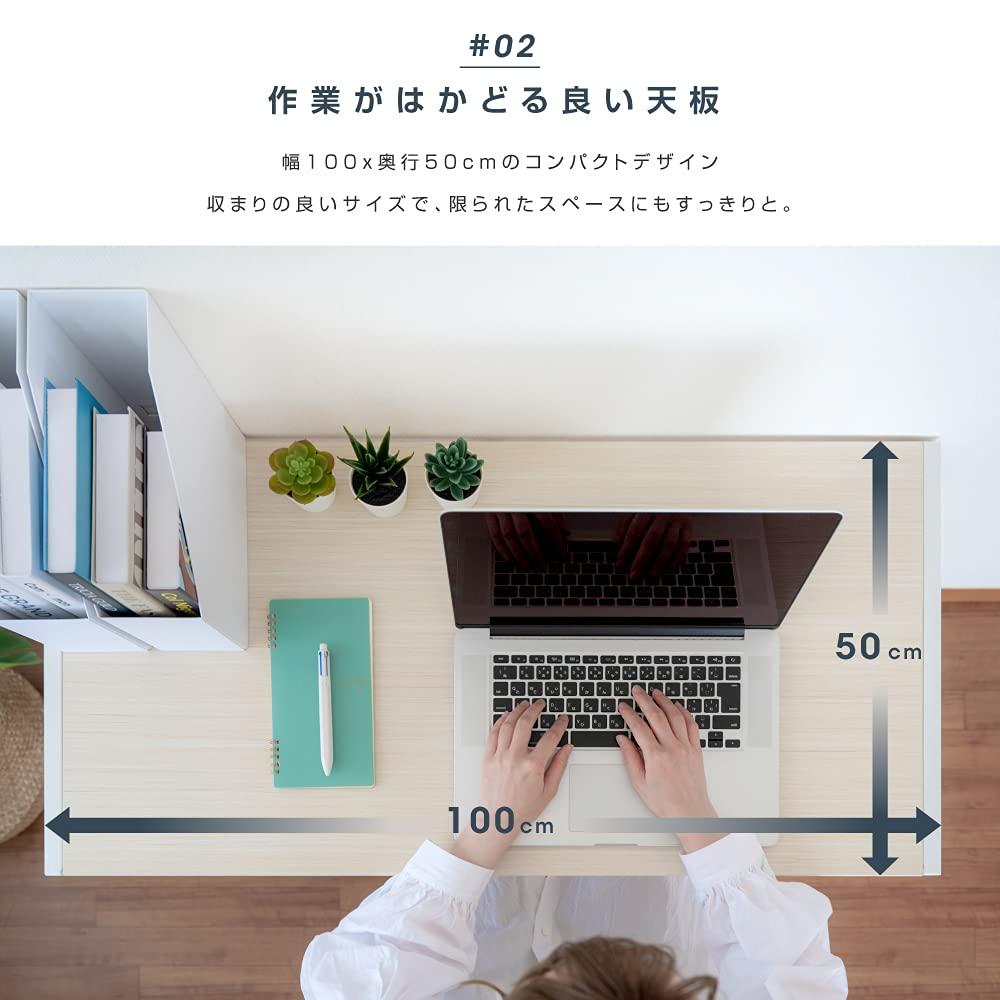 #02
作業がはかどる良い天板
幅100x奥行50cmのコンパクトデザイン
収まりの良いサイズで、限られたスペースにもすっきりと。
50cm
100cm